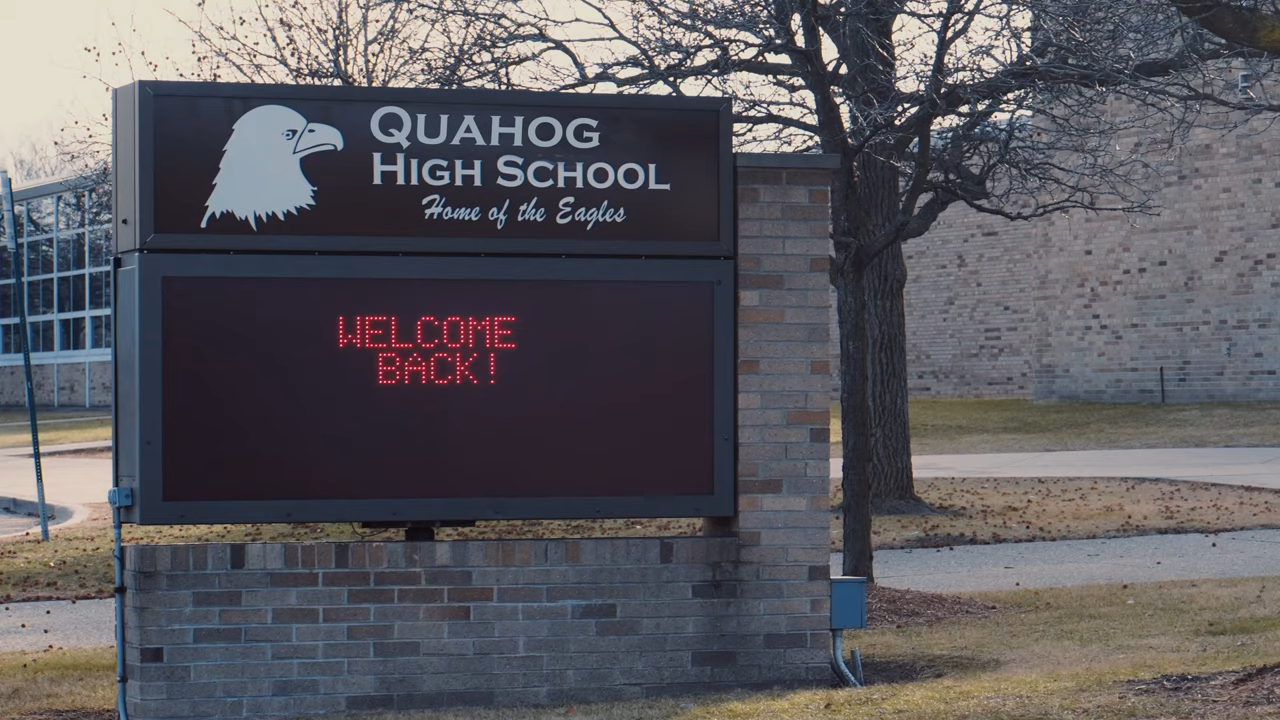 QUAHOG
HIGH SCHOOL
Home of the Eagles
WELCOME
BACK!